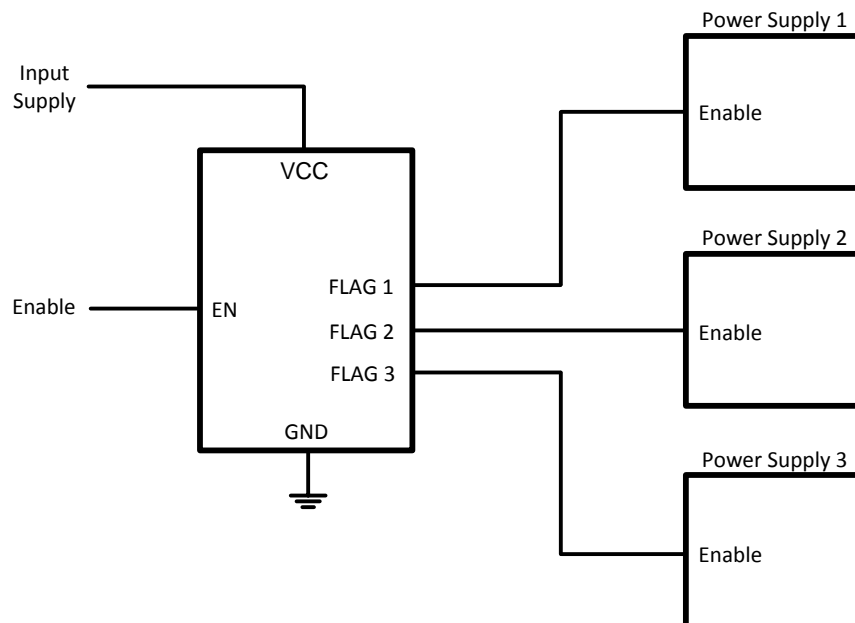 Power Supply 1
Input
Supply
Enable
VCC
Power Supply 2
FLAG 1
Enable
EN
FLAG 2
Enable
FLAG 3
GND
Power Supply 3
Enable